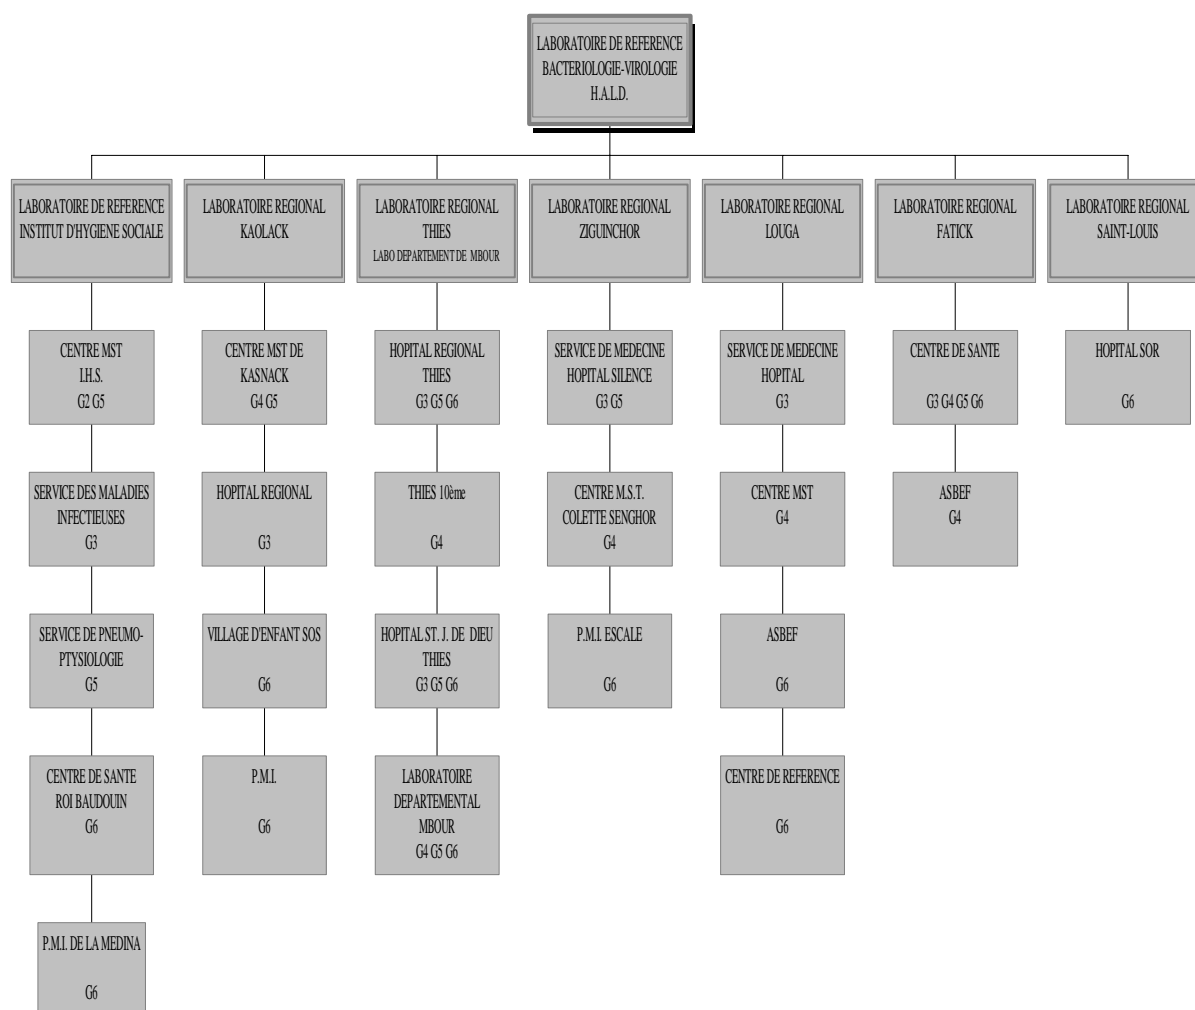 LABORATOIRE DE REFERENCE
BACTERIOLOGIE-VIROLOGIE
H.A.L.D.
LABORATOIRE DE REFERENCE
INSTITUT D'HYGIENE SOCIALE
LABORATOIRE REGIONAL
KAOLACK
LABORATOIRE REGIONAL
THIES
LABO DEPARTEMENT DE MBOUR
LABORATOIRE REGIONAL
ZIGUINCHOR
LABORATOIRE REGIONAL
LOUGA
LABORATOIRE REGIONAL
FATICK
LABORATOIRE REGIONAL
SAINT-LOUIS
CENTRE MST
I.H.S.
G2 G5
CENTRE MST DE
KASNACK
G4 G5
HOPITAL REGIONAL
THIES
G3 G5 G6
SERVICE DE MEDECINE
HOPITAL SILENCE
G3 G5
SERVICE DE MEDECINE
HOPITAL
G3
CENTRE DE SANTE
G3 G4 G5 G6
HOPITAL SOR
G6
SERVICE DES MALADIES
INFECTIEUSES
G3
HOPITAL REGIONAL
G3
THIES 10ème
G4
CENTRE M.S.T.
COLETTE SENGHOR
G4
CENTRE MST
G4
ASBEF
G4
SERVICE DE PNEUMO-
PTYSIOLOGIE
G5
VILLAGE D'ENFANT SOS
G6
HOPITAL ST. J. DE DIEU
THIES
G3 G5 G6
P.M.I. ESCALE
G6
ASBEF
G6
CENTRE DE SANTE
ROI BAUDOUIN
G6
P.M.I.
G6
LABORATOIRE
DEPARTEMENTAL
MBOUR
G4 G5 G6
CENTRE DE REFERENCE
G6
P.M.I. DE LA MEDINA
G6